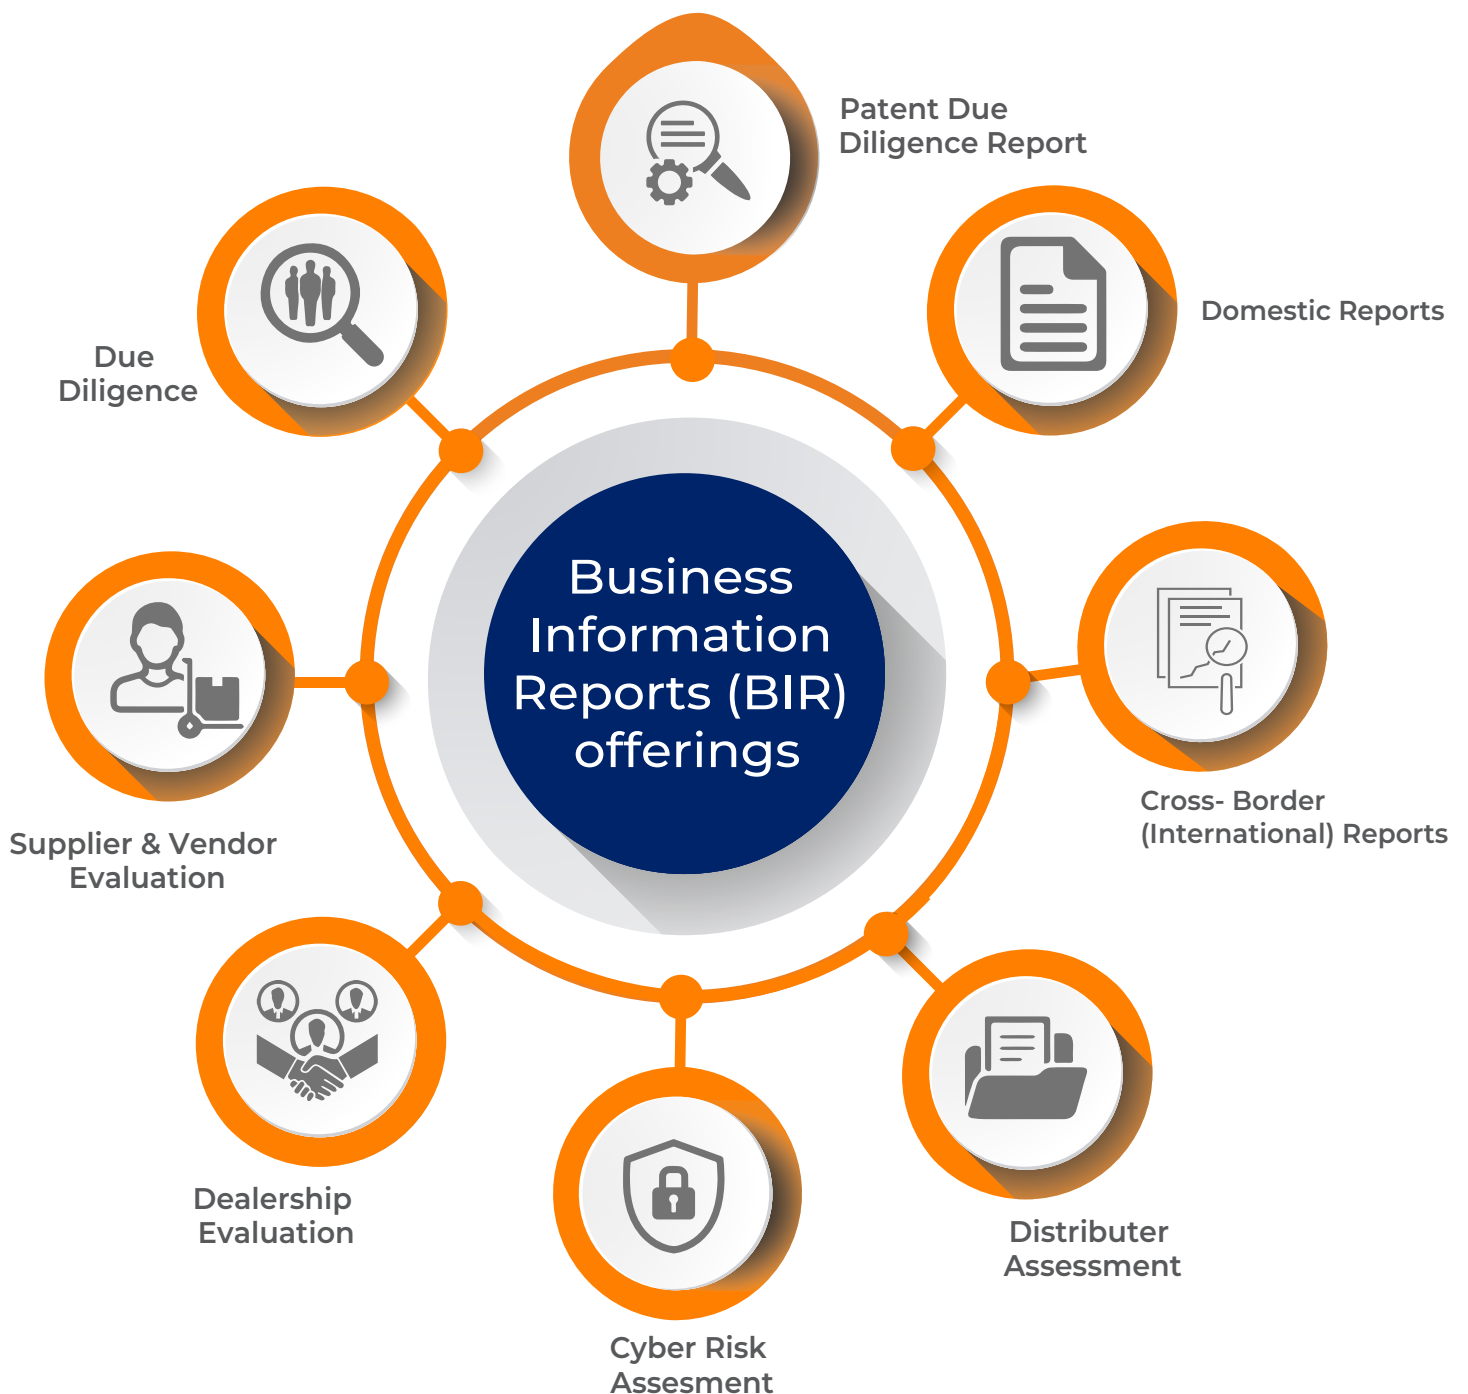 Patent Due
Diligence Report
Domestic Reports
Due
Diligence
Business
Information
Reports (BIR)
offerings
Cross- Border
(International) Reports
Supplier & Vendor
Evaluation
Dealership
Evaluation
Distributer
Assessment
Cyber Risk
Assesment